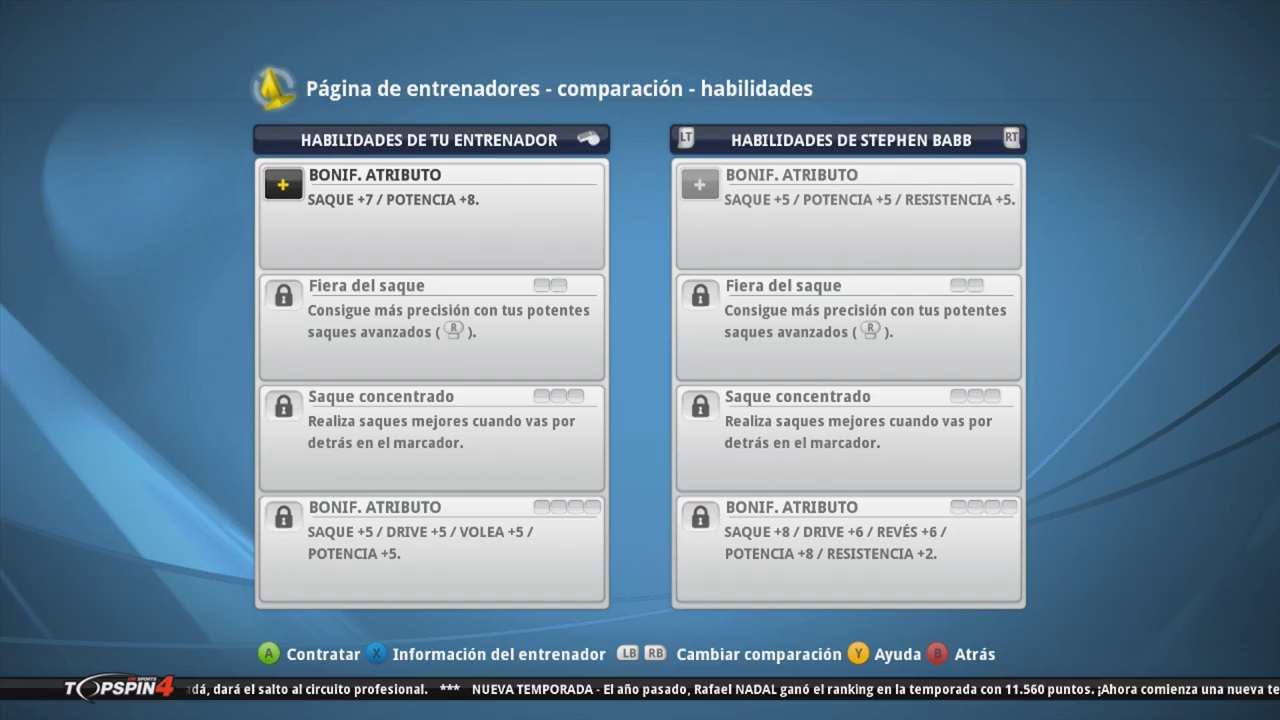 Página de entrenadores - comparación - habilidades
HABILIDADES DE TU ENTRENADOR
BONIF. ATRIBUTO
SAQUE +7 / POTENCIA +8.
Fiera del saque
Consigue más precisión con tus potentes
saques avanzados ( R ).
Saque concentrado
Realiza saques mejores cuando vas por
detrás en el marcador.
BONIF. ATRIBUTO
SAQUE +5 / DRIVE +5 / VOLEA +5 /
POTENCIA +5.
LT HABILIDADES DE STEPHEN BABB RT
BONIF. ATRIBUTO
SAQUE +5 / POTENCIA +5 / RESISTENCIA +5.
Fiera del saque
Consigue más precisión con tus potentes
saques avanzados ( R ).
Saque concentrado
Realiza saques mejores cuando vas por
detrás en el marcador.
BONIF. ATRIBUTO
SAQUE +8 / DRIVE +6 / REVÉS +6 /
POTENCIA +8 / RESISTENCIA +2.
A Contratar X Información del entrenador LB RB Cambiar comparación Y Ayuda B Atrás
TOPSPIN 4 dá, dará el salto al circuito profesional. *** NUEVA TEMPORADA - El año pasado, Rafael NADAL ganó el ranking en la temporada con 11.560 puntos. ¡Ahora comienza una nueva te